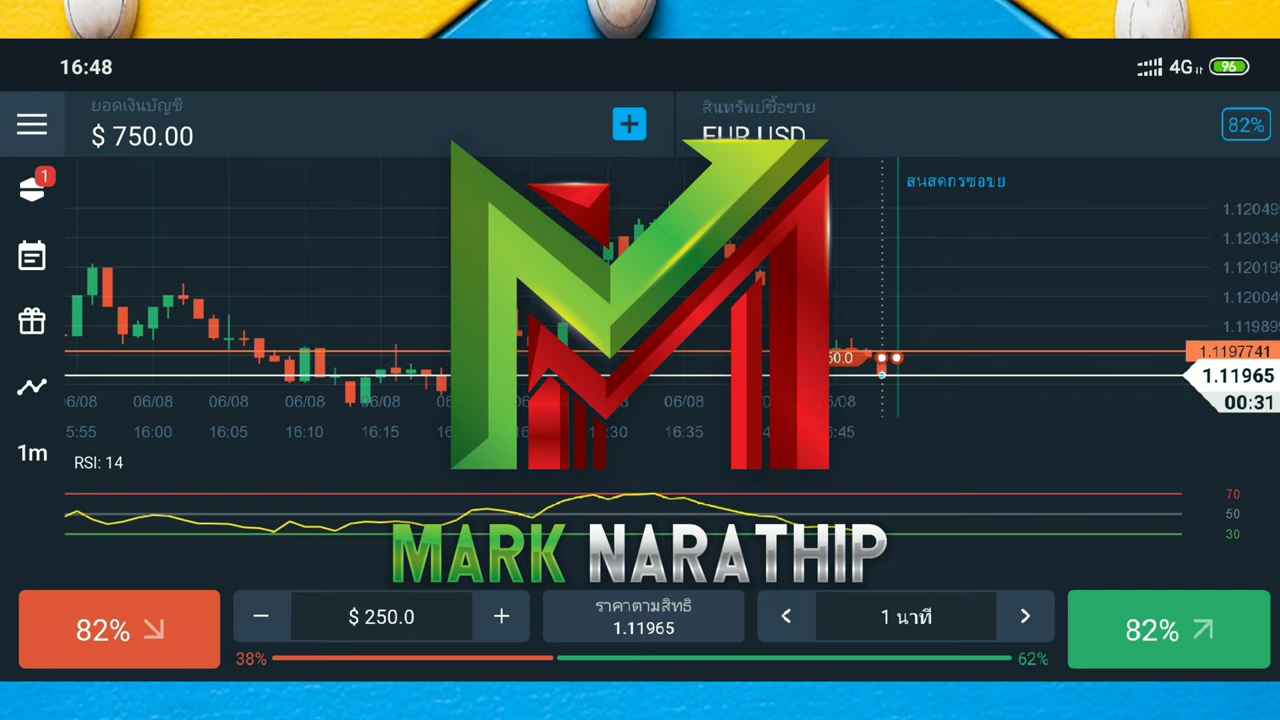 16:48
4G
96
ยอดเงินบัญชี
$ 750.00
สินทรัพย์ซื้อขาย
EUR USD
82%
1
1.12049
1.12034
1.12019
1.12004
1.11989
1.1197741
1.11965
00:31
06/08 06/08 06/08 06/08 06/08 06/08
16:00 16:05 16:10 16:15 16:35
1m
RSI: 14
70
50
30
MARK NARATHIP
82%
$ 250.0
ราคาตามสิทธิ
1.11965
1 นาที
82%
38%
62%